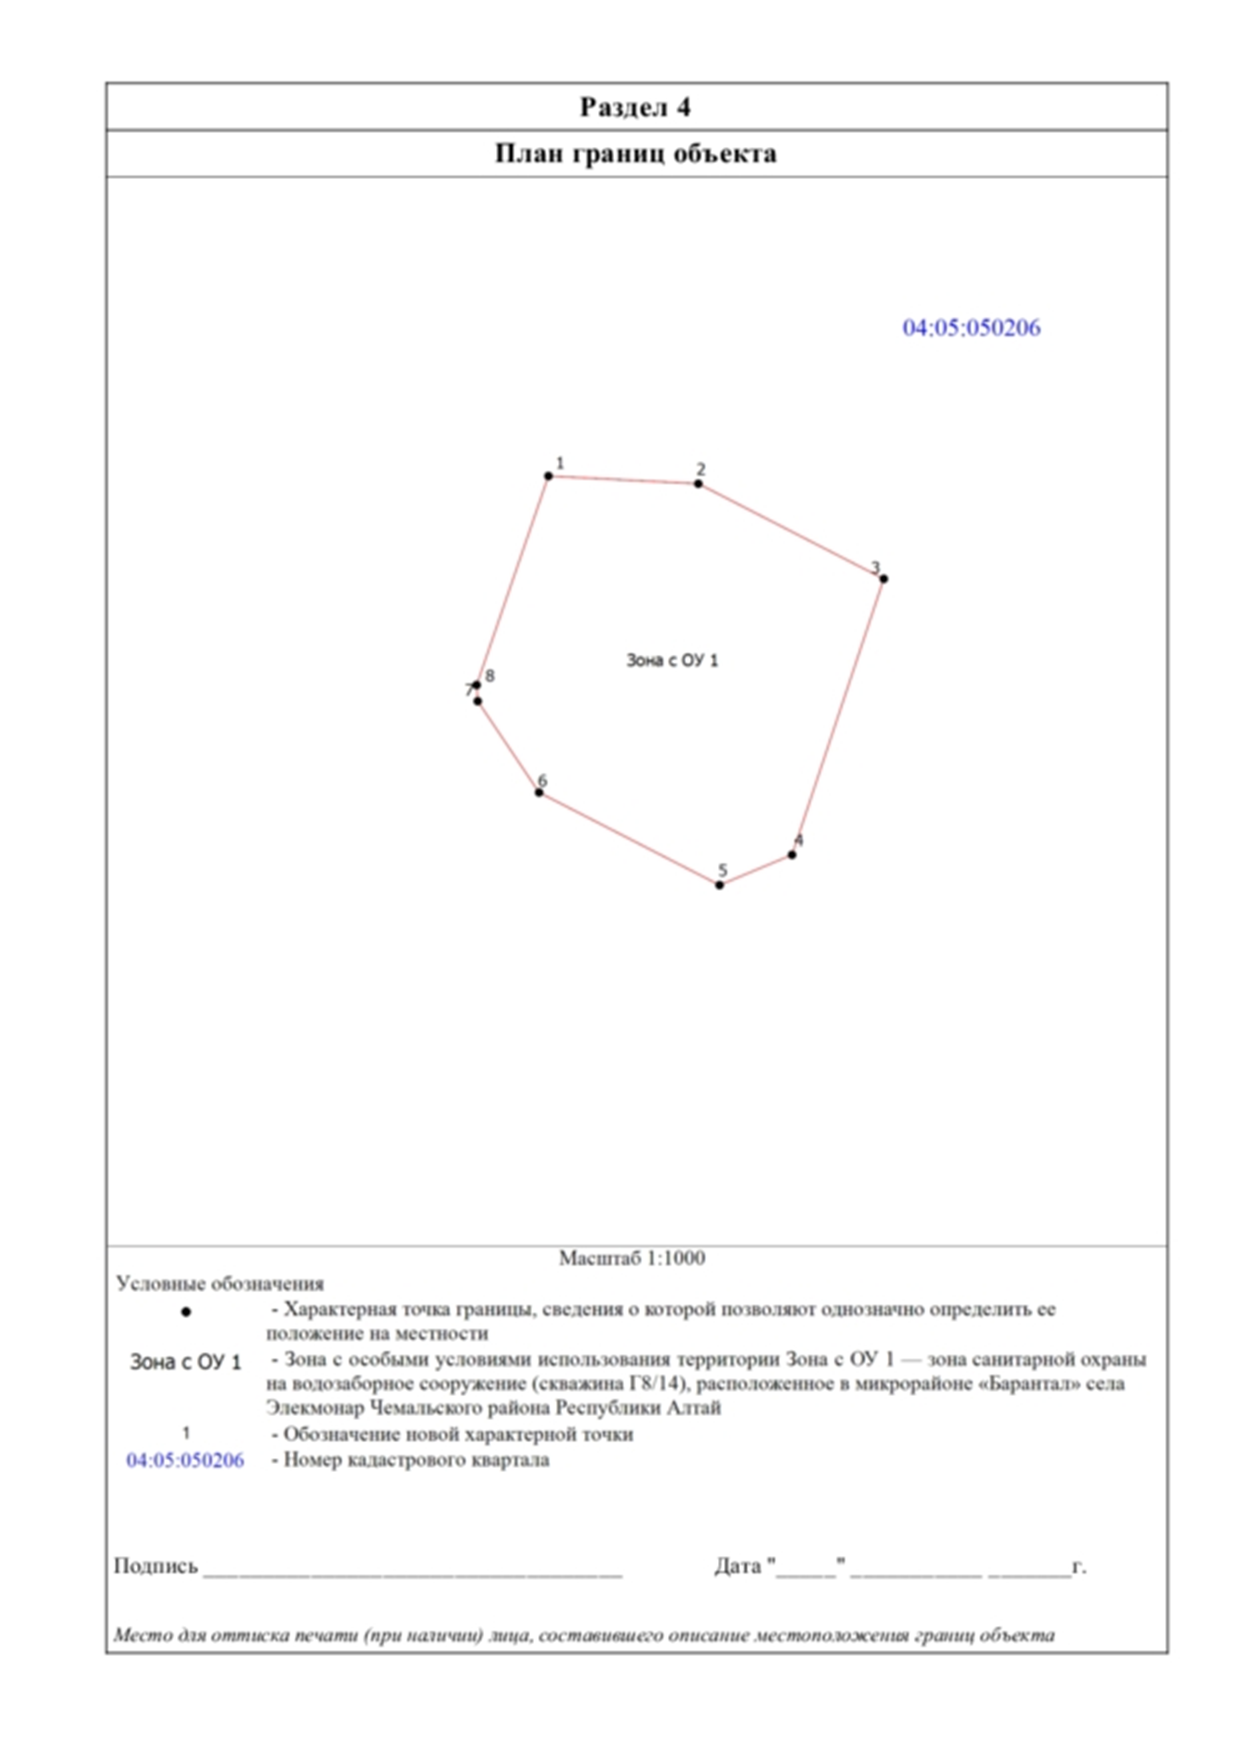 Раздел 4
План границ объекта
04:05:050206
1
2
3
Зона с ОУ 1
8
7
6
4
5
Масштаб 1:1000
Условные обозначения
- Характерная точка границы, сведения о которой позволяют однозначно определить ее
положение на местности
Зона с ОУ 1 - Зона с особыми условиями использования территории Зона с ОУ 1 — зона санитарной охраны
на водозаборное сооружение (скважина Г8/14), расположенное в микрорайоне «Барантал» села
Элекмонар Чемальского района Республики Алтай
1 - Обозначение новой характерной точки
04:05:050206 - Номер кадастрового квартала
Подпись ___________________________________ Дата "_____" ___________ _______г.
Место для оттиска печати (при наличии) лица, составившего описание местоположения границ объекта